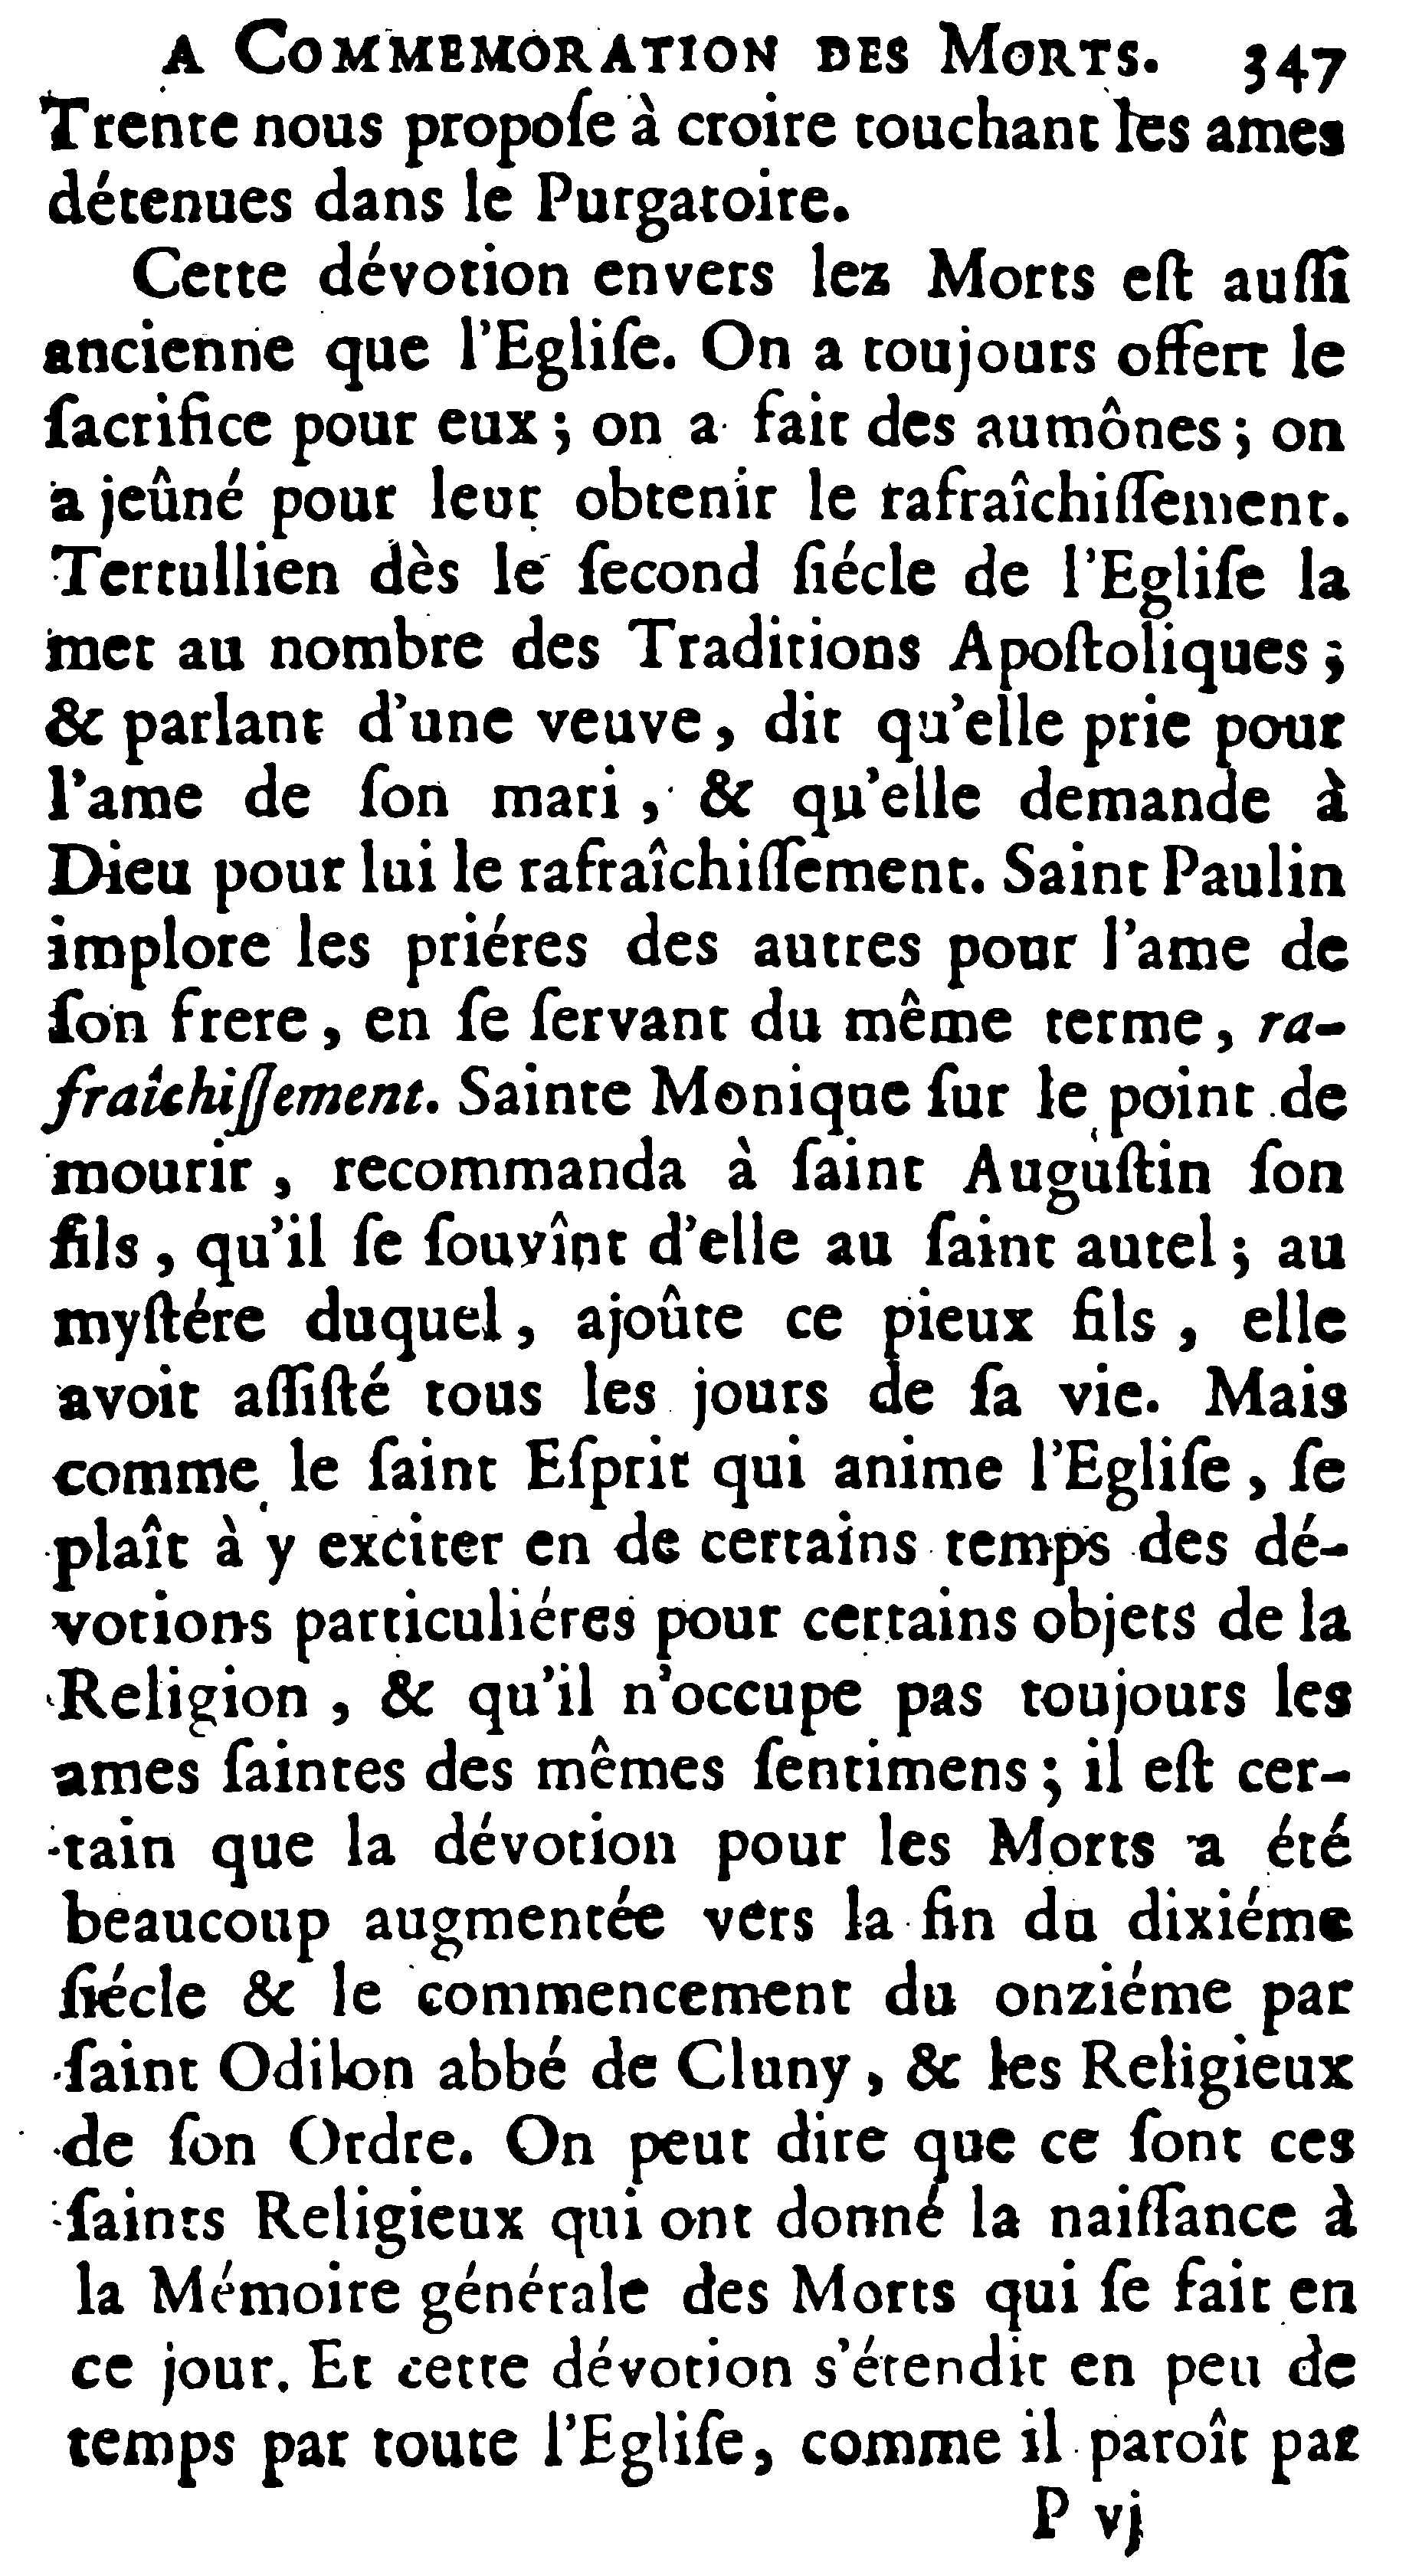 A COMMEMORATION DES MORTS. 347
Trente nous propoſe à croire touchant les ames
détenues dans le Purgatoire.
Cette dévotion envers lez Morts eſt auſſi
ancienne que l'Egliſe. On a toujours offert le
ſacrifice pour eux ; on a fait des aumônes ; on
a jeûné pour leur obtenir le rafraîchiſſement.
Tertullien dès le ſecond ſiécle de l'Egliſe la
met au nombre des Traditions Apoſtoliques ;
& parlant d'une veuve, dit qu'elle prie pour
l'ame de ſon mari , & qu'elle demande à
Dieu pour lui le rafraîchiſſement. Saint Paulin
implore les priéres des autres pour l'ame de
ſon frere, en ſe ſervant du même terme, ra-
fraîchiſſement. Sainte Monique ſur le point de
mourir , recommanda à ſaint Auguſtin ſon
fils , qu'il ſe ſouvînt d'elle au ſaint autel ; au
myſtére duquel, ajoûte ce pieux fils , elle
avoit aſſiſté tous les jours de ſa vie. Mais
comme le ſaint Eſprit qui anime l'Egliſe, ſe
plaît à y exciter en de certains temps des dé-
votions particuliéres pour certains objets de la
Religion , & qu'il n'occupe pas toujours les
ames ſaintes des mêmes ſentimens ; il eſt cer-
tain que la dévotion pour les Morts a été
beaucoup augmentée vers la fin du dixiéme
ſiécle & le commencement du onziéme par
ſaint Odilon abbé de Cluny, & les Religieux
de ſon Ordre. On peut dire que ce ſont ces
ſaints Religieux qui ont donné la naiſſance à
la Mémoire générale des Morts qui ſe fait en
ce jour. Et cette dévotion s'étendit en peu de
temps par toute l'Egliſe, comme il paroît par
P vj